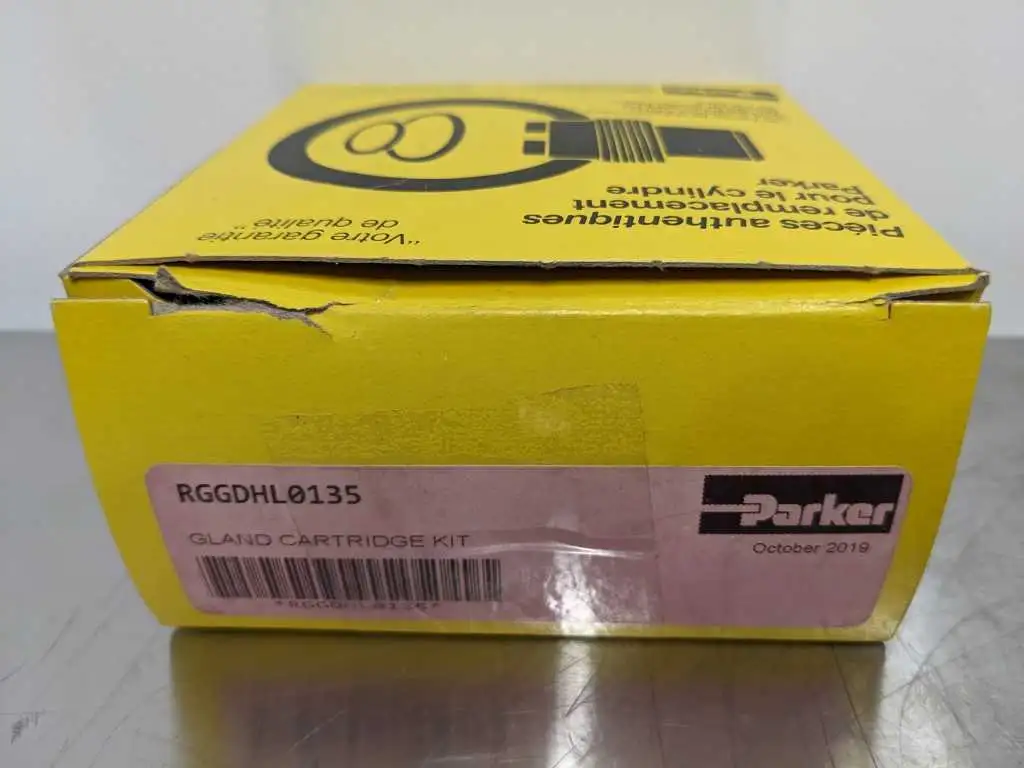 Pièces authentiques
de remplacement
pour le cylindre
Parker
"Votre garantie
de qualité"
RGGDHL0135
Parker
GLAND CARTRIDGE KIT
October 2019
*RGGDHL0135*